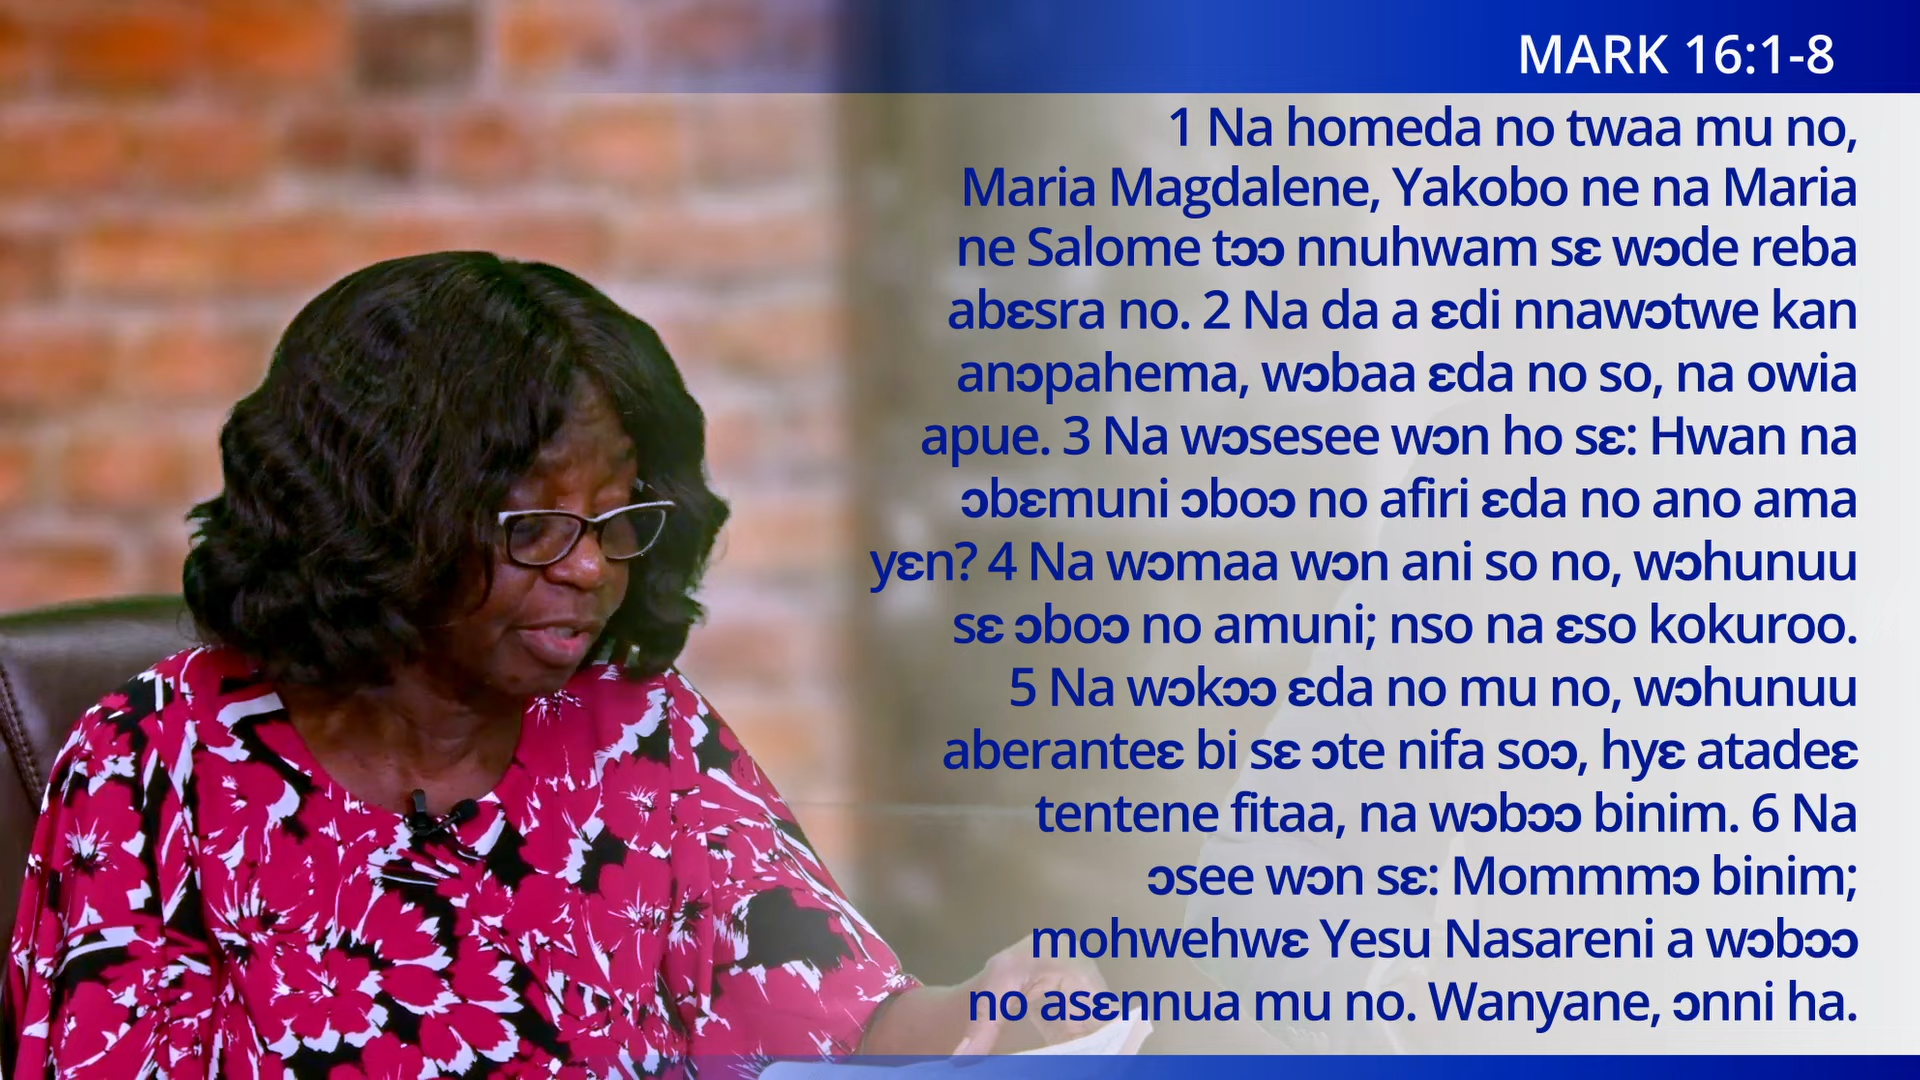 MARK 16:1-8
1 Na homeda no twaa mu no,
Maria Magdalene, Yakobo ne na Maria
ne Salome tɔɔ nnuhwam sɛ wɔde reba
abɛsra no. 2 Na da a ɛdi nnawɔtwe kan
anɔpahema, wɔbaa ɛda no so, na owia
apue. 3 Na wɔsesee wɔn ho sɛ: Hwan na
ɔbɛmuni ɔboɔ no afiri ɛda no ano ama
yɛn? 4 Na wɔmaa wɔn ani so no, wɔhunuu
sɛ ɔboɔ no amuni; nso na ɛso kokuroo.
5 Na wɔkɔɔ ɛda no mu no, wɔhunuu
aberanteɛ bi sɛ ɔte nifa soɔ, hyɛ atadeɛ
tentene fitaa, na wɔbɔɔ binim. 6 Na
ɔsee wɔn sɛ: Mommmɔ binim;
mohwehwɛ Yesu Nasareni a wɔbɔɔ
no asɛnnua mu no. Wanyane, ɔnni ha.